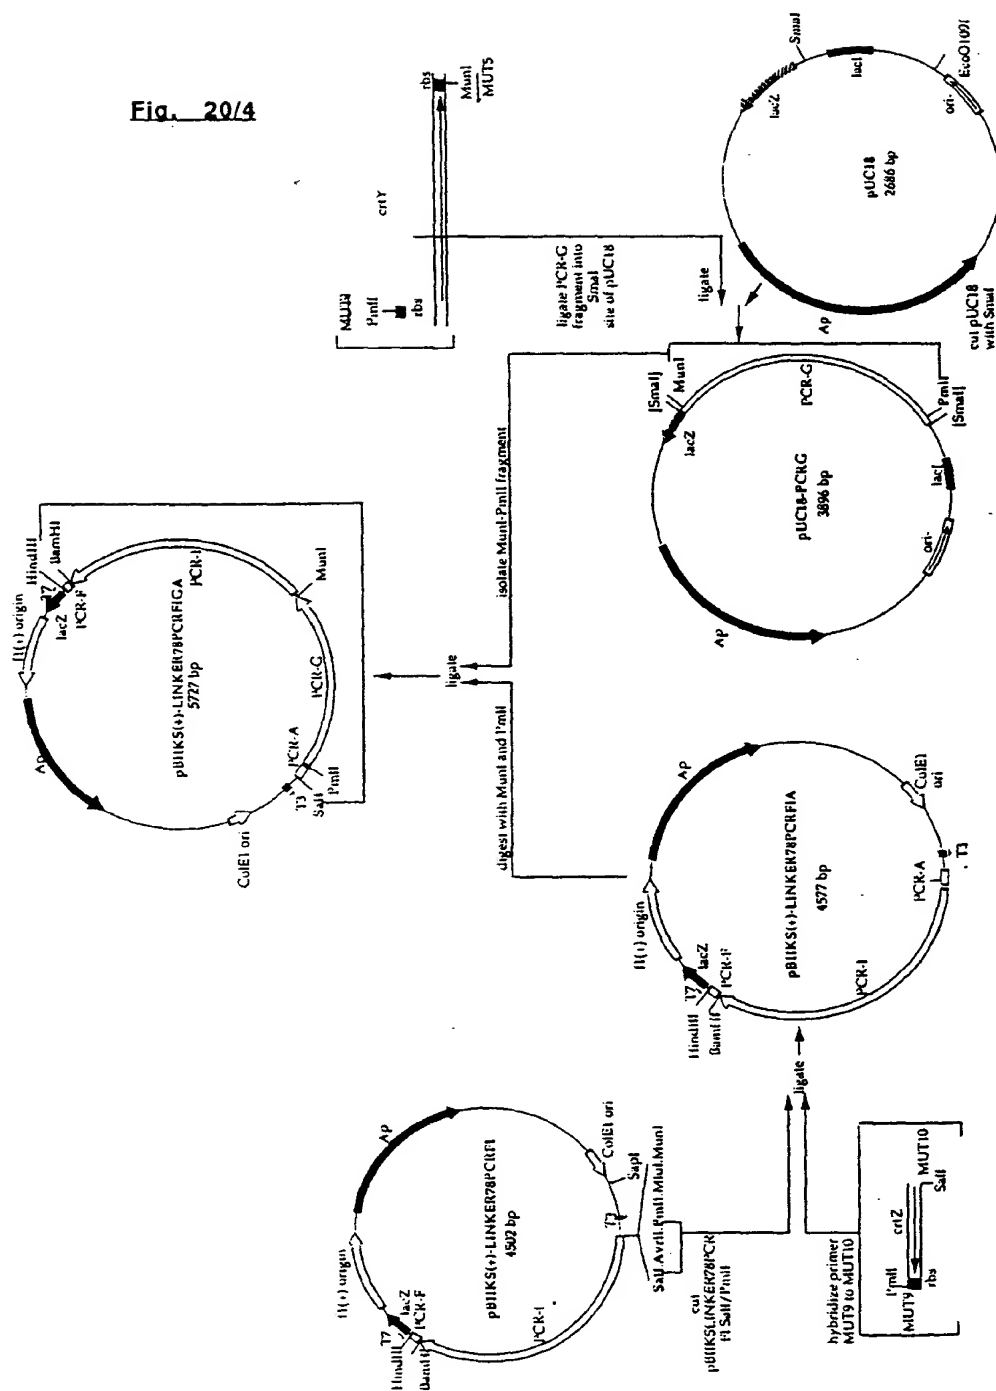 Fig. 20/4
MUT8
PmlI
rbs
crtY
rbs
MunI
MUT5
ligate PCR-G
fragment into
SmaI
site of pUC18
ligate
lacZ
SmaI
lacI
EcoO109I
ori
pUC18
2686 bp
Ap
cut pUC18
with SmaI
isolate MunI-PmlI fragment
[SmaI]
MunI
lacZ
PCR-G
PmlI
[SmaI]
lacI
ori
Ap
pUC18-PCRG
3896 bp
HindIII
BamHI
f1(+) origin
T7
lacZ
PCR-F
PCR-I
MunI
pBIIKS(+)-LINKER78PCRFIGA
5727 bp
PCR-G
PCR-A
PmlI
SalI
T3
Ap
ColE1 ori
ligate
digest with MunI and PmlI
Ap
ColE1
ori
T3
PCR-A
f1(+) origin
lacZ
T7
PCR-F
HindIII
BamHI
PCR-I
pBIIKS(+)-LINKER78PCRFIA
4577 bp
ligate
f1(+) origin
Ap
ColE1 ori
SapI
T3
lacZ
T7
PCR-F
HindIII
BamHI
PCR-I
pBIIKS(+)-LINKER78PCRFI
4502 bp
SalI.AvrII.PmlI.MluI.MunI
cut
pBIIKSLINKER78PCR
FI SalI/PmlI
hybridize primer
MUT9 to MUT10
PmlI
MUT9
rbs
crtZ
MUT10
SalI